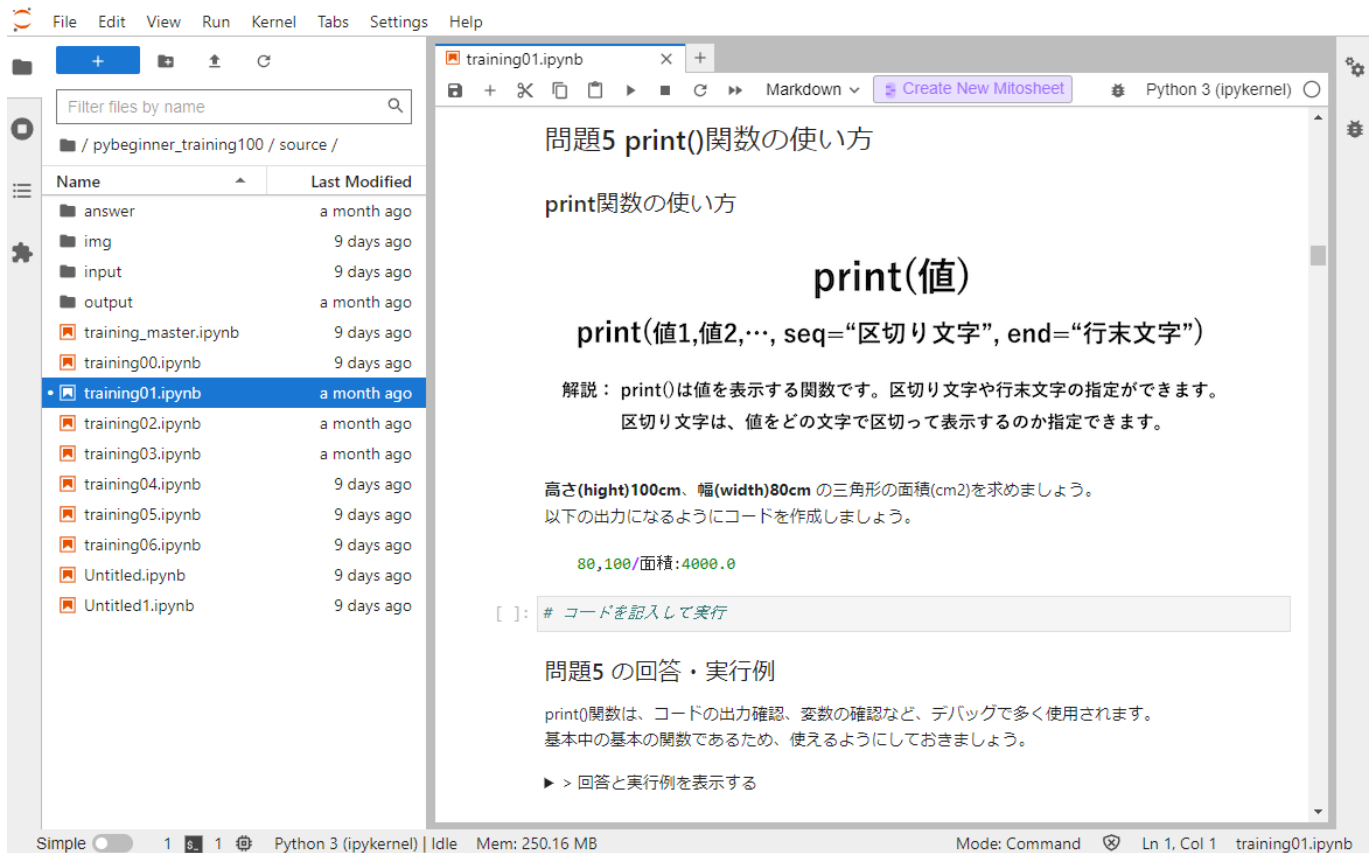 File Edit View Run Kernel Tabs Settings Help
Filter files by name
/ pybeginner_training100 / source /
Name Last Modified
answer a month ago
img 9 days ago
input 9 days ago
output a month ago
training_master.ipynb 9 days ago
training00.ipynb 9 days ago
training01.ipynb a month ago
training02.ipynb a month ago
training03.ipynb a month ago
training04.ipynb 9 days ago
training05.ipynb 9 days ago
training06.ipynb 9 days ago
Untitled.ipynb 9 days ago
Untitled1.ipynb 9 days ago
training01.ipynb
Markdown Create New Mitosheet Python 3 (ipykernel)
問題5 print()関数の使い方
print関数の使い方
print(値)
print(値1,値2,…, seq=“区切り文字”, end=“行末文字”)
解説： print()は値を表示する関数です。区切り文字や行末文字の指定ができます。
区切り文字は、値をどの文字で区切って表示するのか指定できます。
高さ(hight)100cm、幅(width)80cm の三角形の面積(cm2)を求めましょう。
以下の出力になるようにコードを作成しましょう。
80,100/面積:4000.0
[ ]: # コードを記入して実行
問題5 の回答・実行例
print()関数は、コードの出力確認、変数の確認など、デバッグで多く使用されます。
基本中の基本の関数であるため、使えるようにしておきましょう。
▶ > 回答と実行例を表示する
Simple 1 $_ 1 Python 3 (ipykernel) | Idle Mem: 250.16 MB Mode: Command Ln 1, Col 1 training01.ipynb